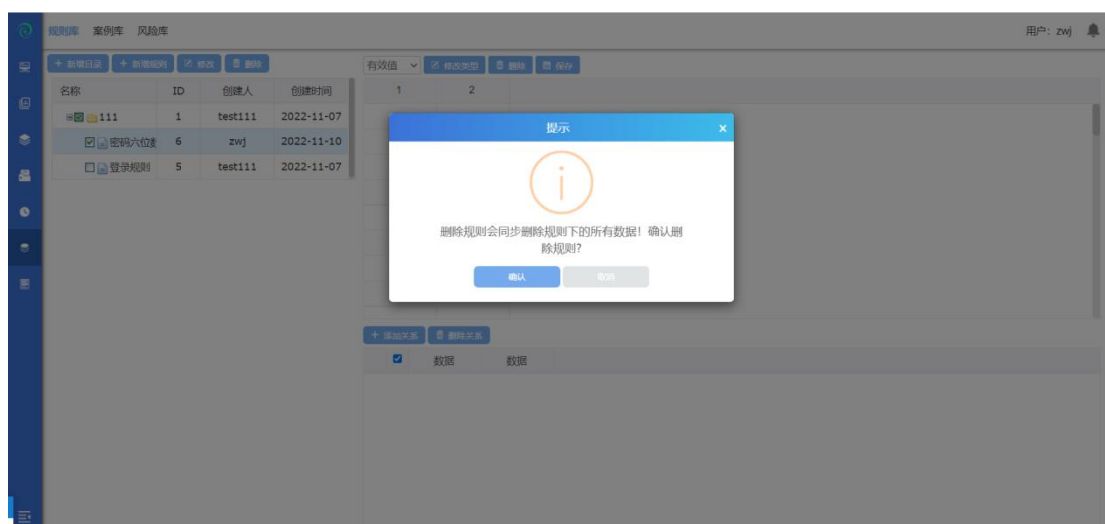 规则库 案例库 风险库 用户：zwj
+ 新增目录 + 新增规则 修改 删除 有效值 修改类型 删除 保存
名称 ID 创建人 创建时间 1 2
111 1 test111 2022-11-07
密码六位数 6 zwj 2022-11-10
登录规则 5 test111 2022-11-07
提示 ×
删除规则会同步删除规则下的所有数据！确认删
除规则?
确认 取消
+ 添加关系 删除关系
数据 数据